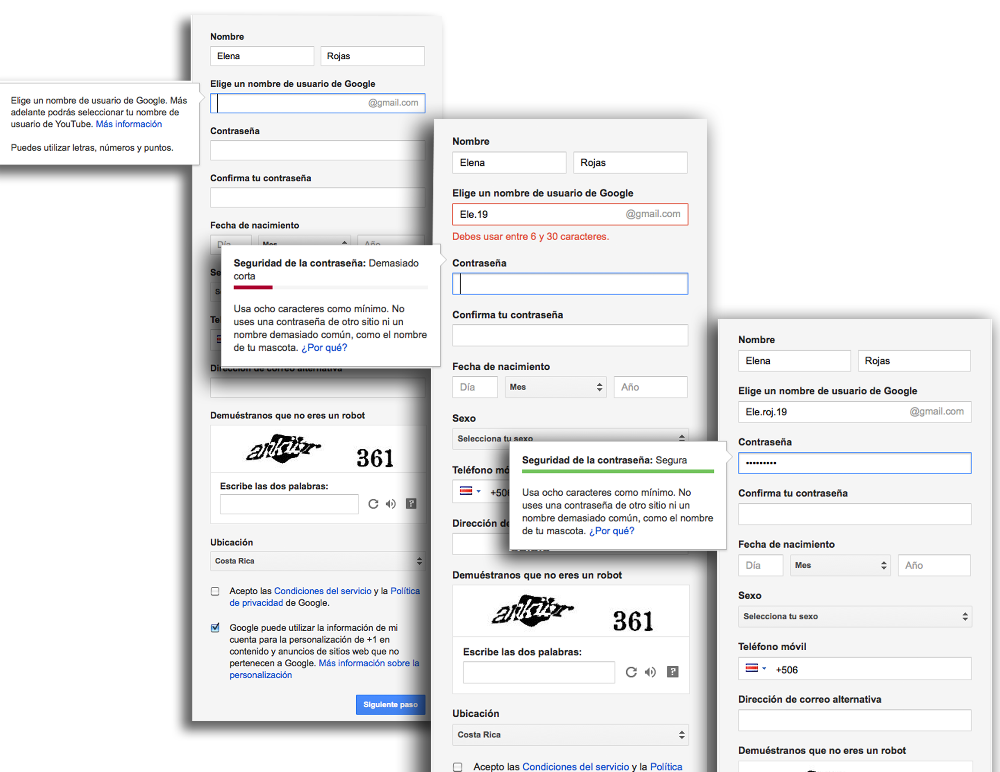 Nombre
Elena
Rojas
Elige un nombre de usuario de Google
@gmail.com
Elige un nombre de usuario de Google. Más
adelante podrás seleccionar tu nombre de
usuario de YouTube. Más información
Puedes utilizar letras, números y puntos.
Contraseña
Confirma tu contraseña
Fecha de nacimiento
Día
Mes
Año
Dirección de correo alternativa
Demuéstranos que no eres un robot
361
Escribe las dos palabras:
?
Ubicación
Costa Rica
Acepto las Condiciones del servicio y la Política
de privacidad de Google.
Google puede utilizar la información de mi
cuenta para la personalización de +1 en
contenido y anuncios de sitios web que no
pertenecen a Google. Más información sobre la
personalización
Siguiente paso
Nombre
Elena
Rojas
Elige un nombre de usuario de Google
Ele.19
@gmail.com
Debes usar entre 6 y 30 caracteres.
Contraseña
Seguridad de la contraseña: Demasiado
corta
Usa ocho caracteres como mínimo. No
uses una contraseña de otro sitio ni un
nombre demasiado común, como el nombre
de tu mascota. ¿Por qué?
Confirma tu contraseña
Fecha de nacimiento
Día
Mes
Año
Sexo
Selecciona tu sexo
Teléfono mó
+506
Dirección de
Demuéstranos que no eres un robot
361
Escribe las dos palabras:
?
Ubicación
Costa Rica
Acepto las Condiciones del servicio y la Política
Nombre
Elena
Rojas
Elige un nombre de usuario de Google
Ele.roj.19
@gmail.com
Contraseña
•••••••••
Seguridad de la contraseña: Segura
Usa ocho caracteres como mínimo. No
uses una contraseña de otro sitio ni un
nombre demasiado común, como el nombre
de tu mascota. ¿Por qué?
Confirma tu contraseña
Fecha de nacimiento
Día
Mes
Año
Sexo
Selecciona tu sexo
Teléfono móvil
+506
Dirección de correo alternativa
Demuéstranos que no eres un robot